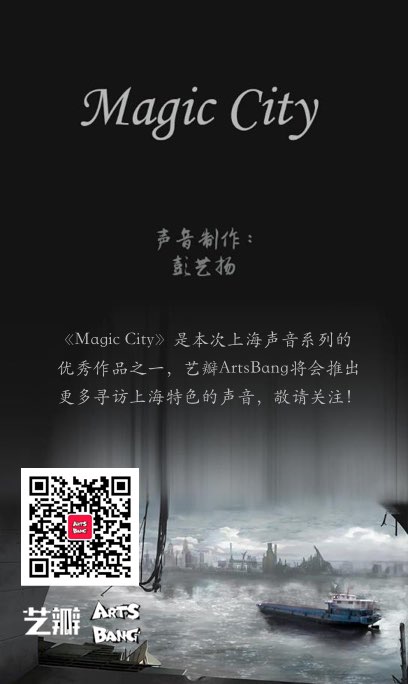 Magic City
声音制作：
彭艺扬
《Magic City》是本次上海声音系列的
优秀作品之一，艺瓣ArtsBang将会推出
更多寻访上海特色的声音，敬请关注！
ARTS
BANG
艺瓣
ARTS
BANG